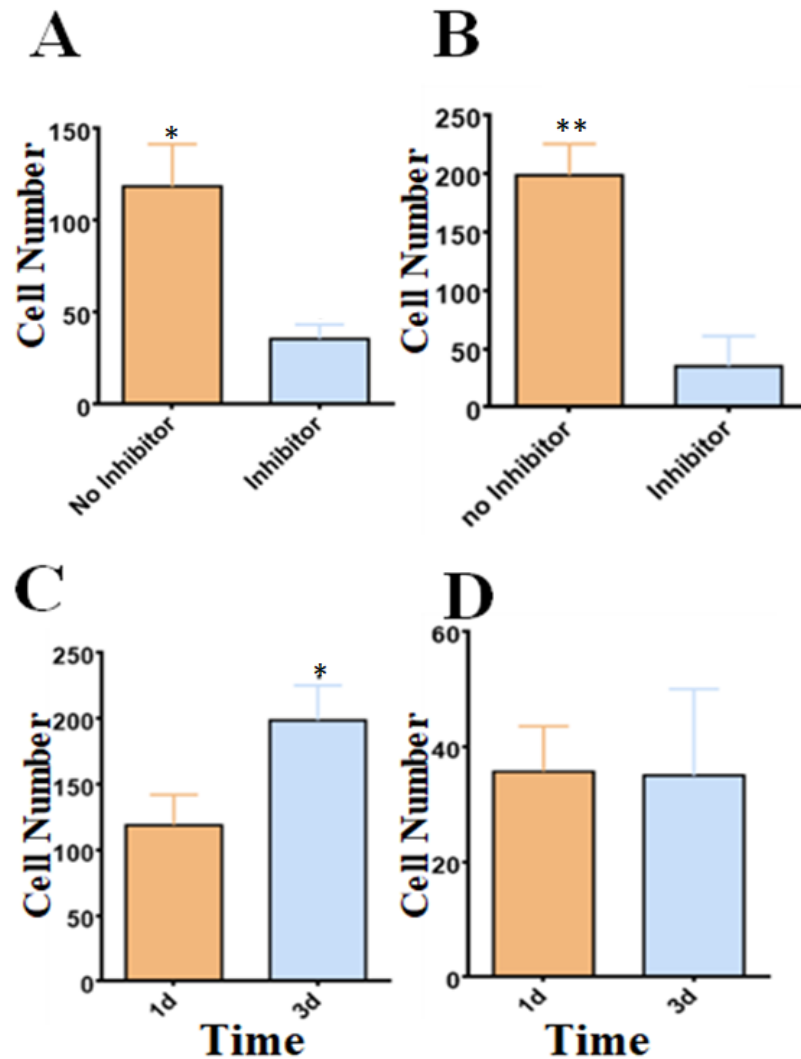 A
Cell Number
150
100
50
0
*
No Inhibitor
Inhibitor
B
Cell Number
250
200
150
100
50
0
**
no Inhibitor
Inhibitor
C
Cell Number
250
200
150
100
50
0
*
1d
3d
Time
D
Cell Number
60
40
20
0
1d
3d
Time